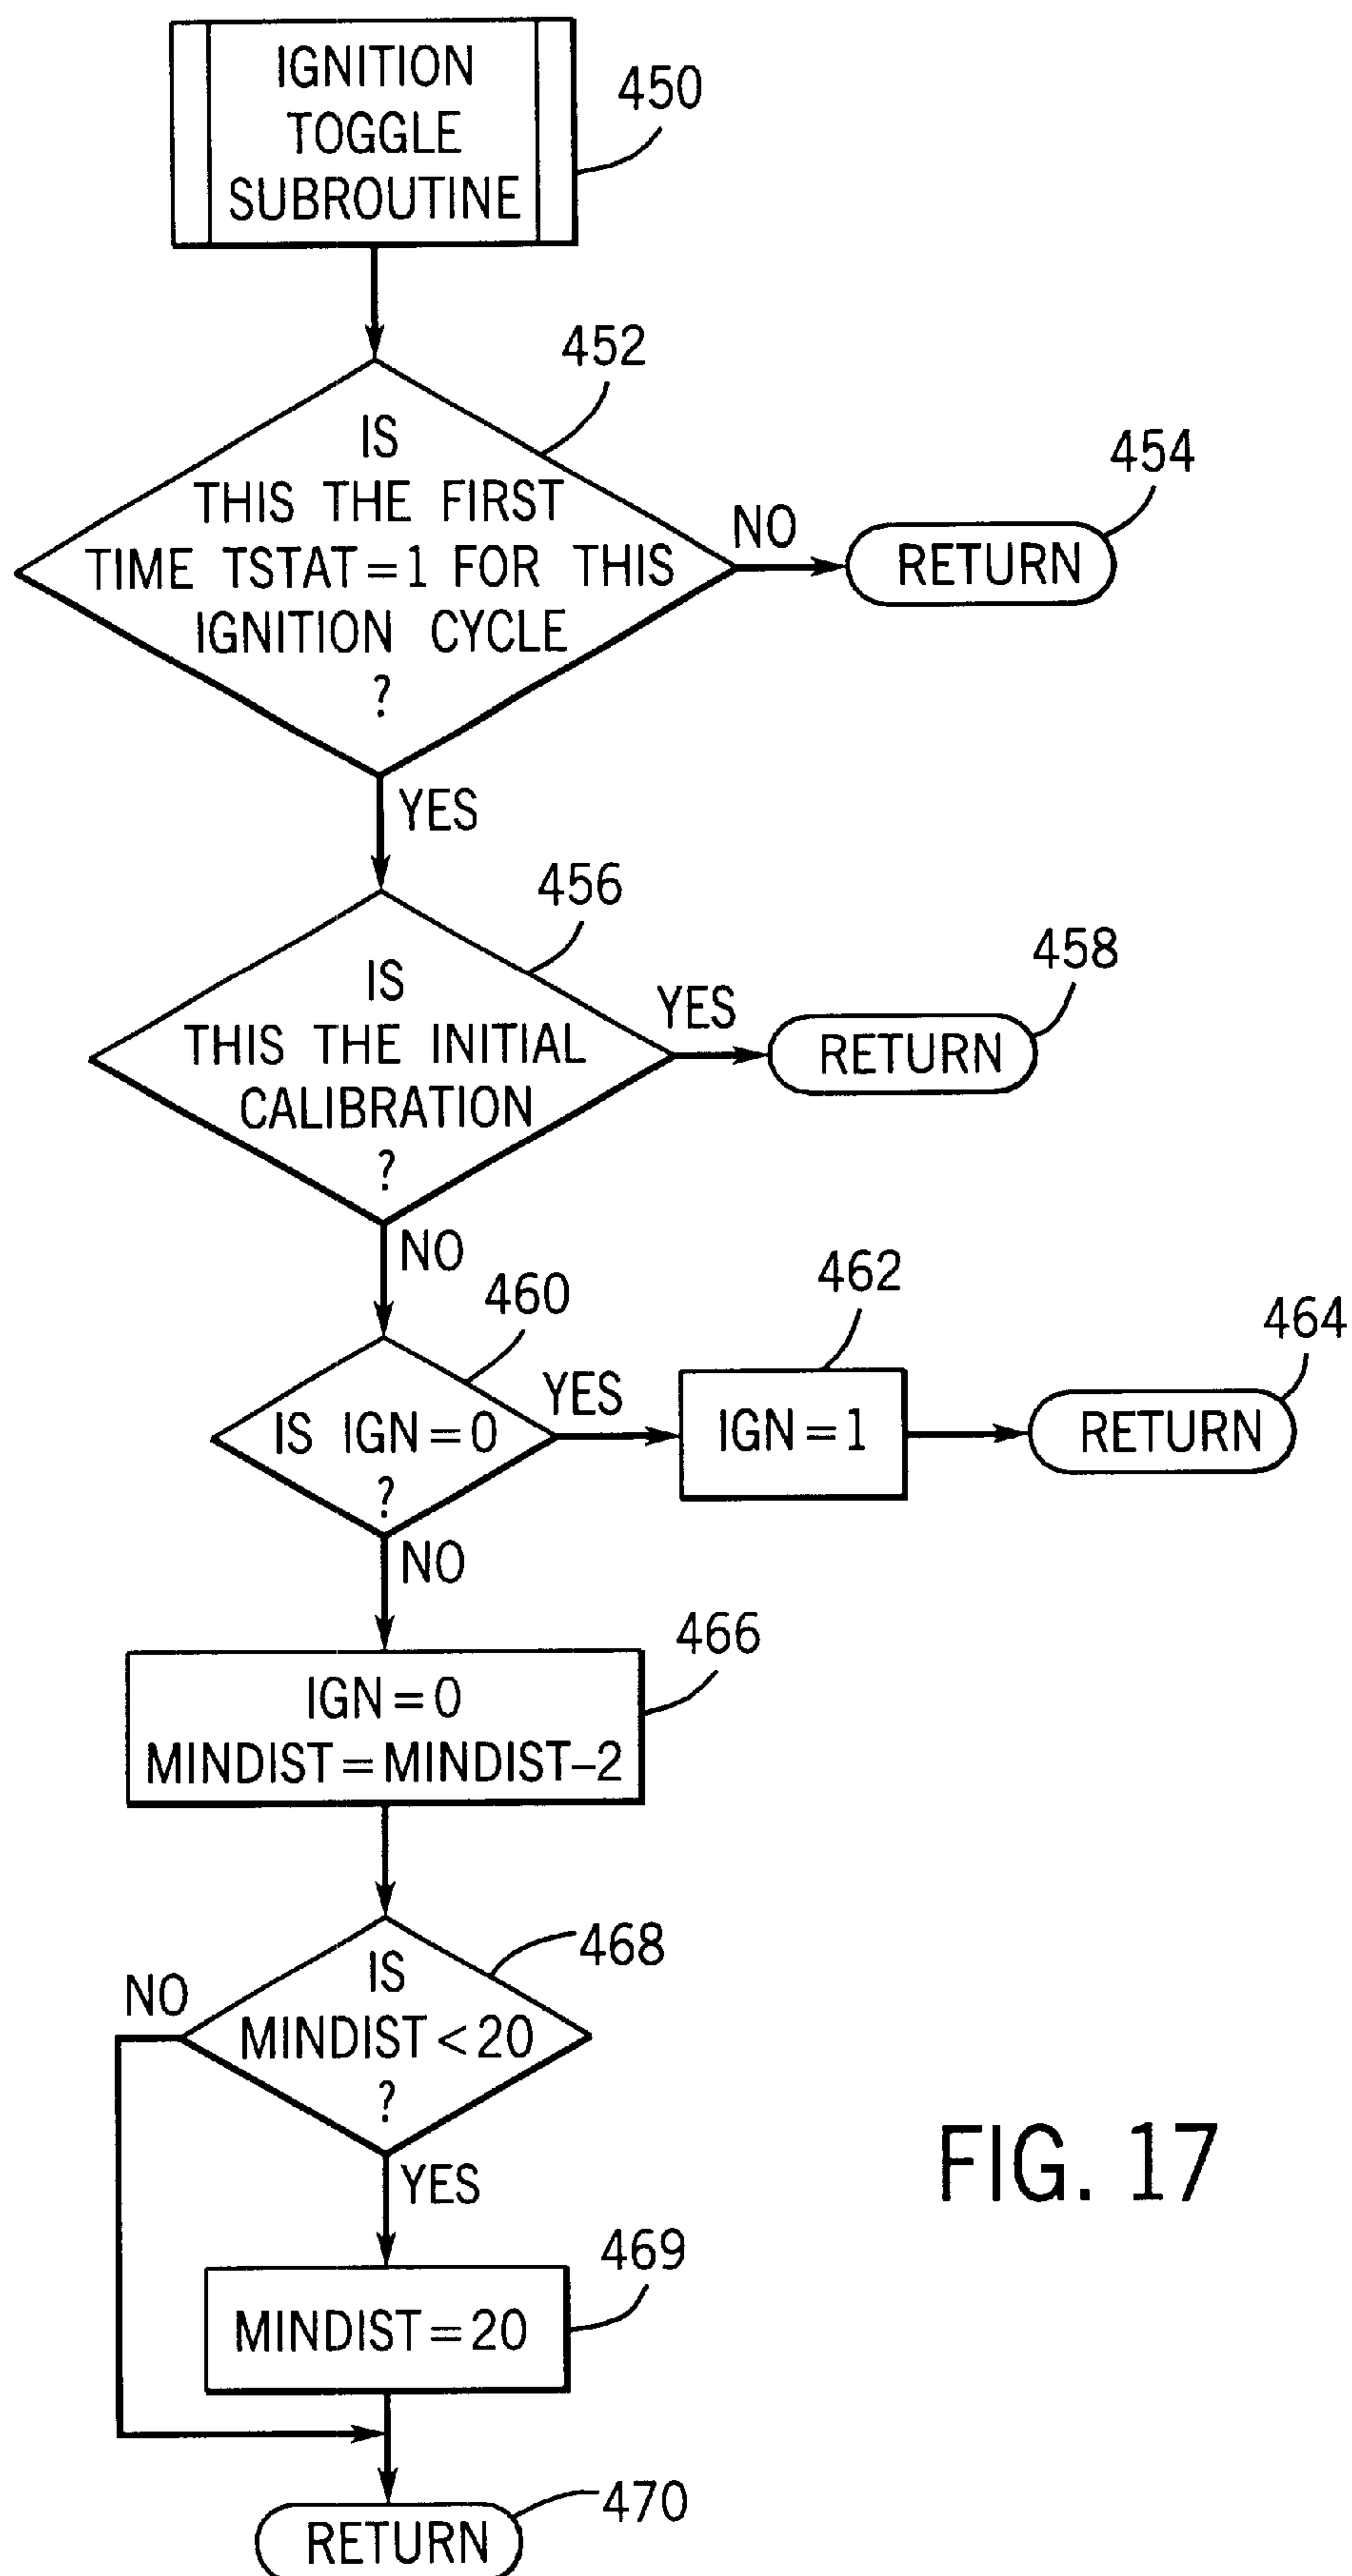 IGNITION
TOGGLE
SUBROUTINE
450
452
IS
THIS THE FIRST
TIME TSTAT=1 FOR THIS
IGNITION CYCLE
?
NO
454
RETURN
YES
456
IS
THIS THE INITIAL
CALIBRATION
?
YES
458
RETURN
NO
460
IS IGN=0
?
YES
462
IGN=1
464
RETURN
NO
466
IGN=0
MINDIST=MINDIST–2
468
IS
MINDIST<20
?
NO
YES
469
MINDIST=20
470
RETURN
FIG. 17